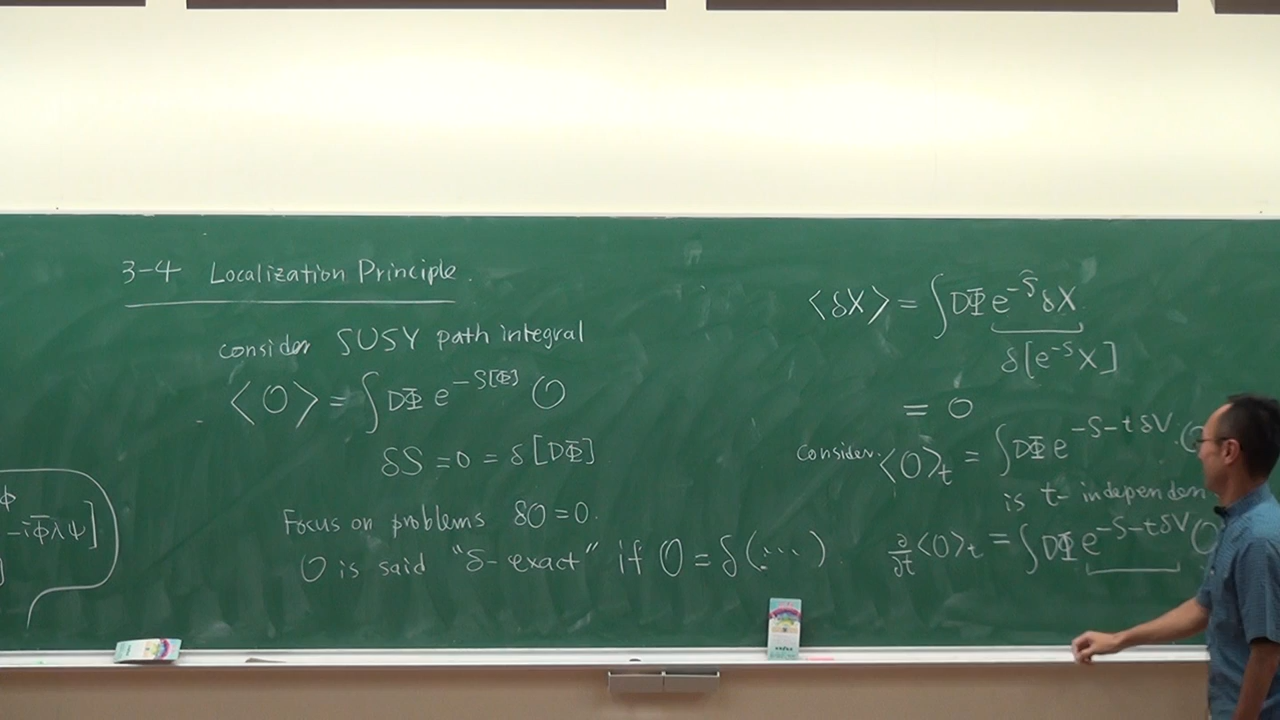 3-4 Localization Principle.
consider SUSY path integral
⟨O⟩ = ∫DΦ e^{-S[Φ]} O
δS = 0 = δ[DΦ]
Focus on problems δO = 0.
O is said "δ-exact" if O = δ(...)
Φ
-iΦ̄λψ]
]
⟨δX⟩ = ∫DΦ e^{-S} δX.
δ[e^{-S}X]
= 0
Consider. ⟨O⟩_t = ∫DΦ e^{-S-tδV}. O
is t-independen
∂/∂t ⟨O⟩_t = ∫DΦ e^{-S-tδV} O